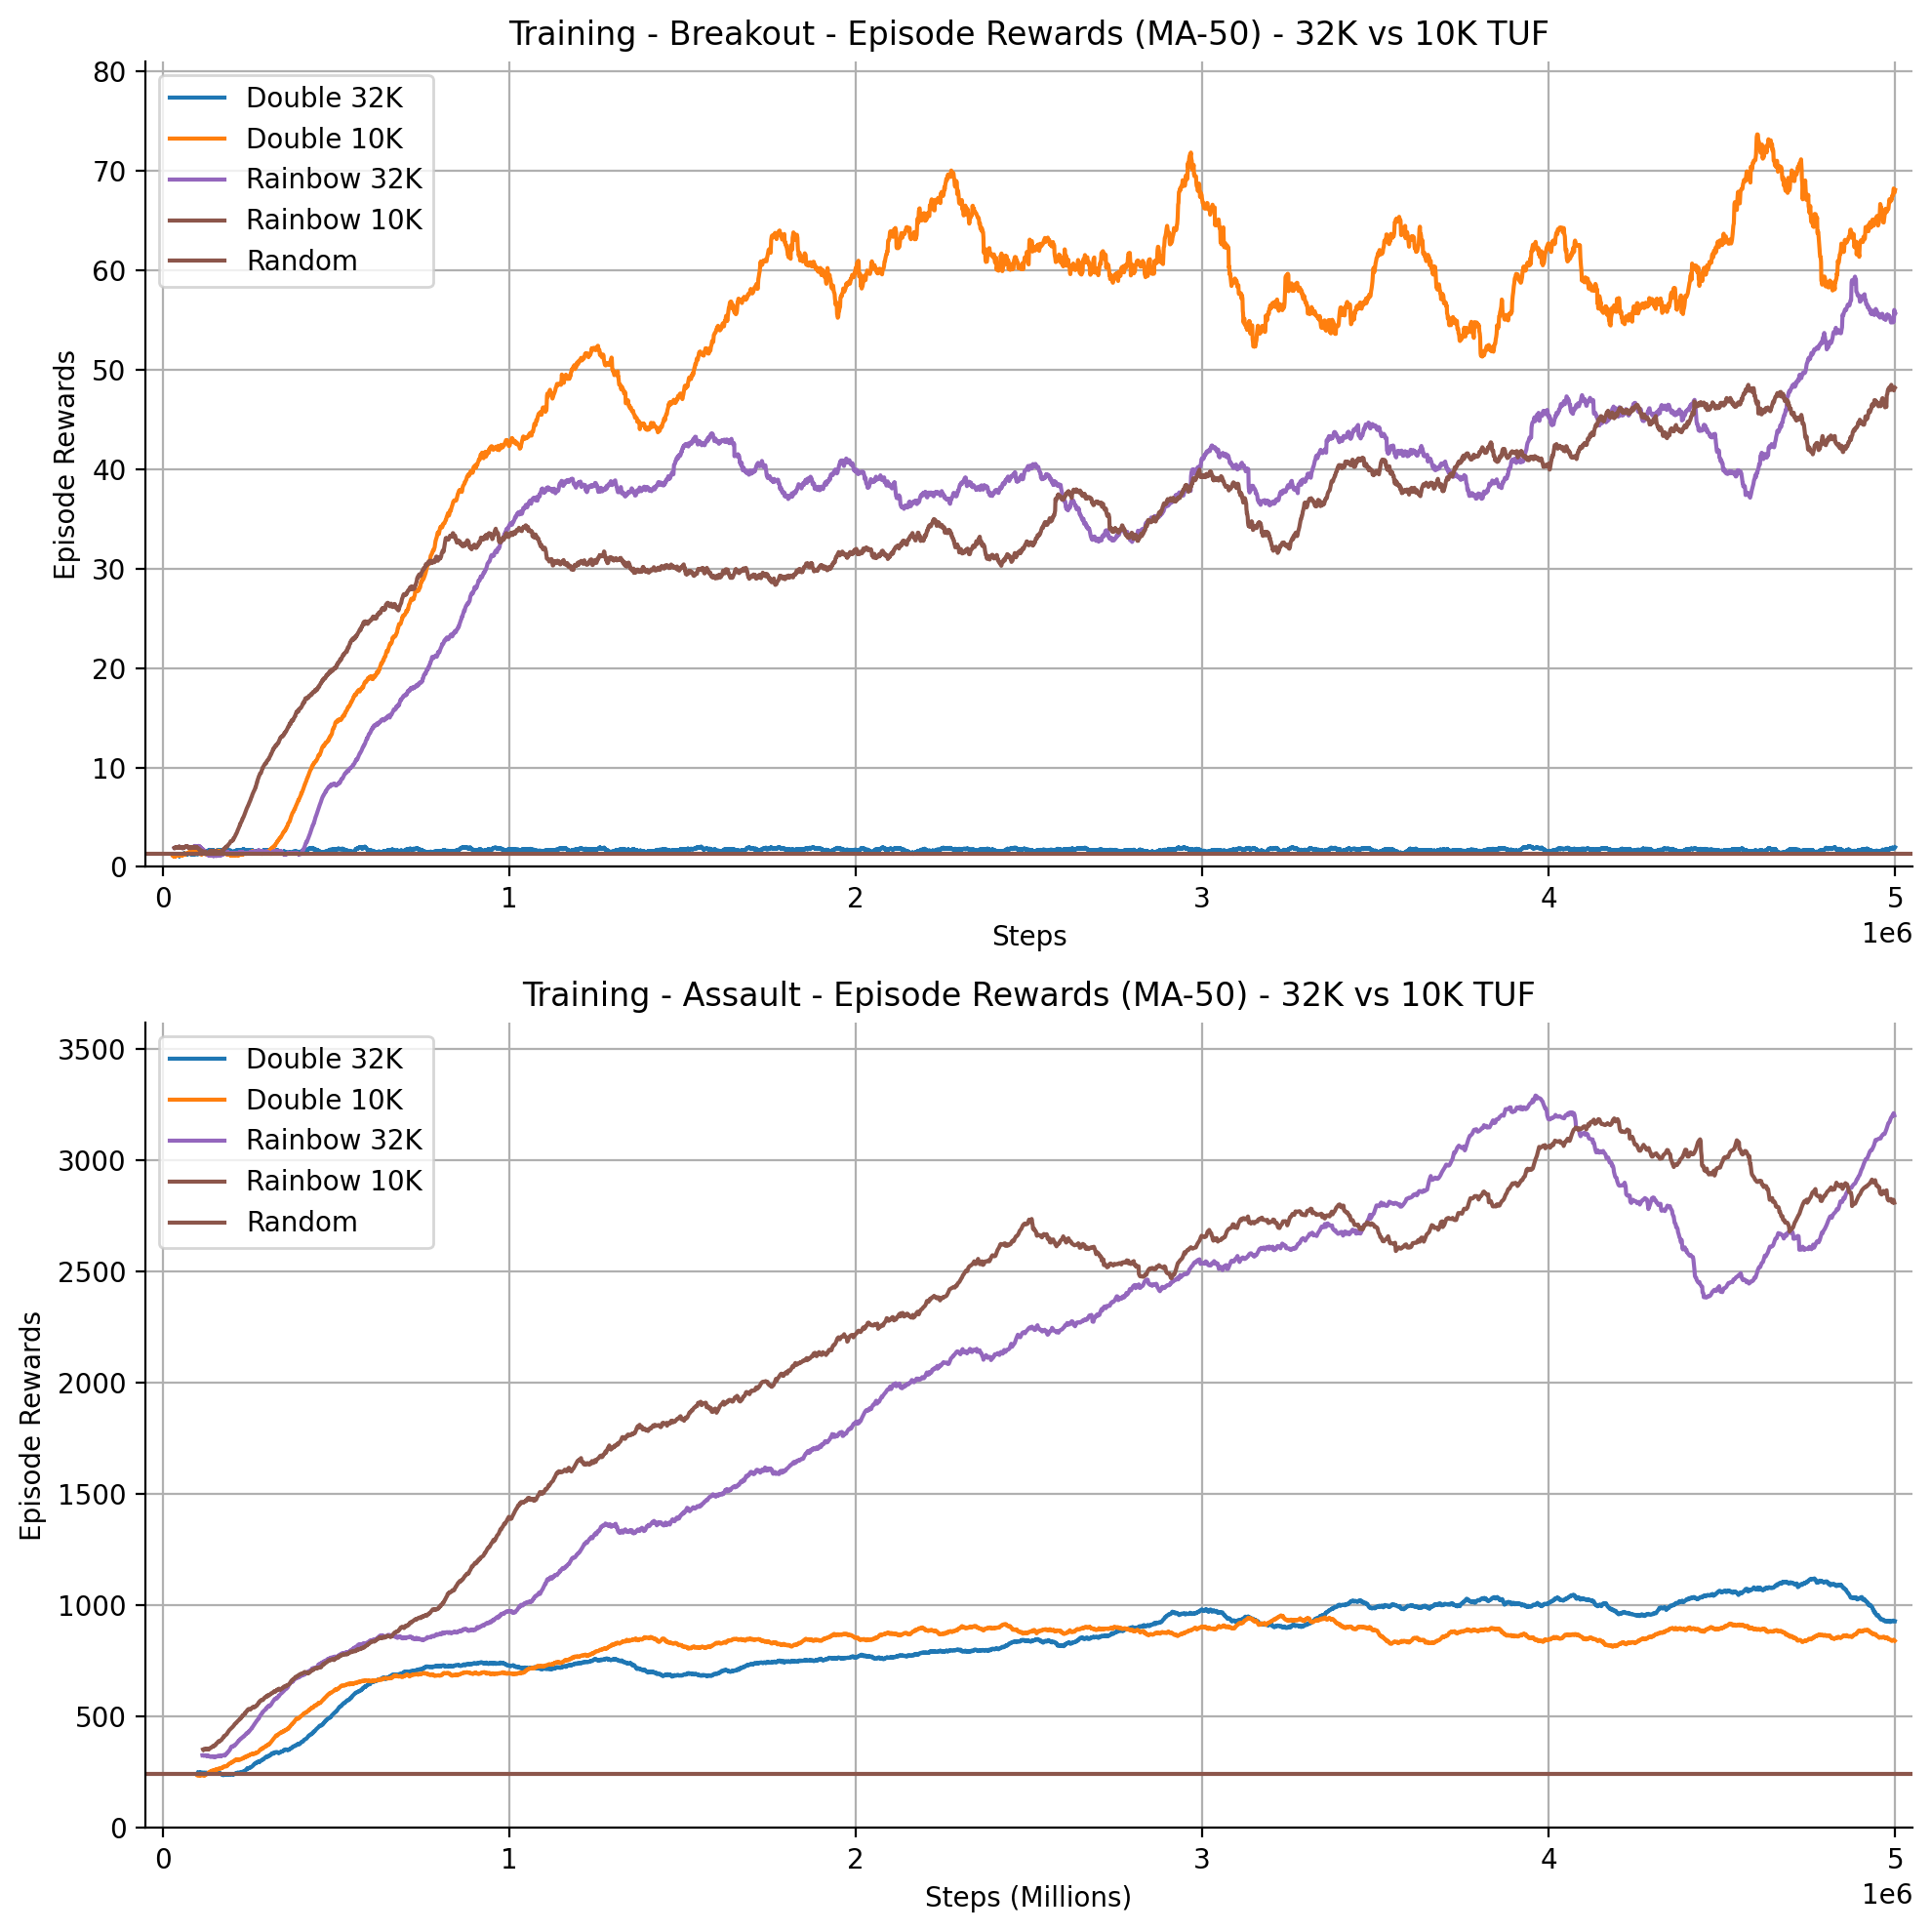 Training - Breakout - Episode Rewards (MA-50) - 32K vs 10K TUF
Double 32K
Double 10K
Rainbow 32K
Rainbow 10K
Random
Episode Rewards
80
70
60
50
40
30
20
10
0
0 1 2 3 4 5
1e6
Steps
Training - Assault - Episode Rewards (MA-50) - 32K vs 10K TUF
Double 32K
Double 10K
Rainbow 32K
Rainbow 10K
Random
Episode Rewards
3500
3000
2500
2000
1500
1000
500
0
0 1 2 3 4 5
1e6
Steps (Millions)